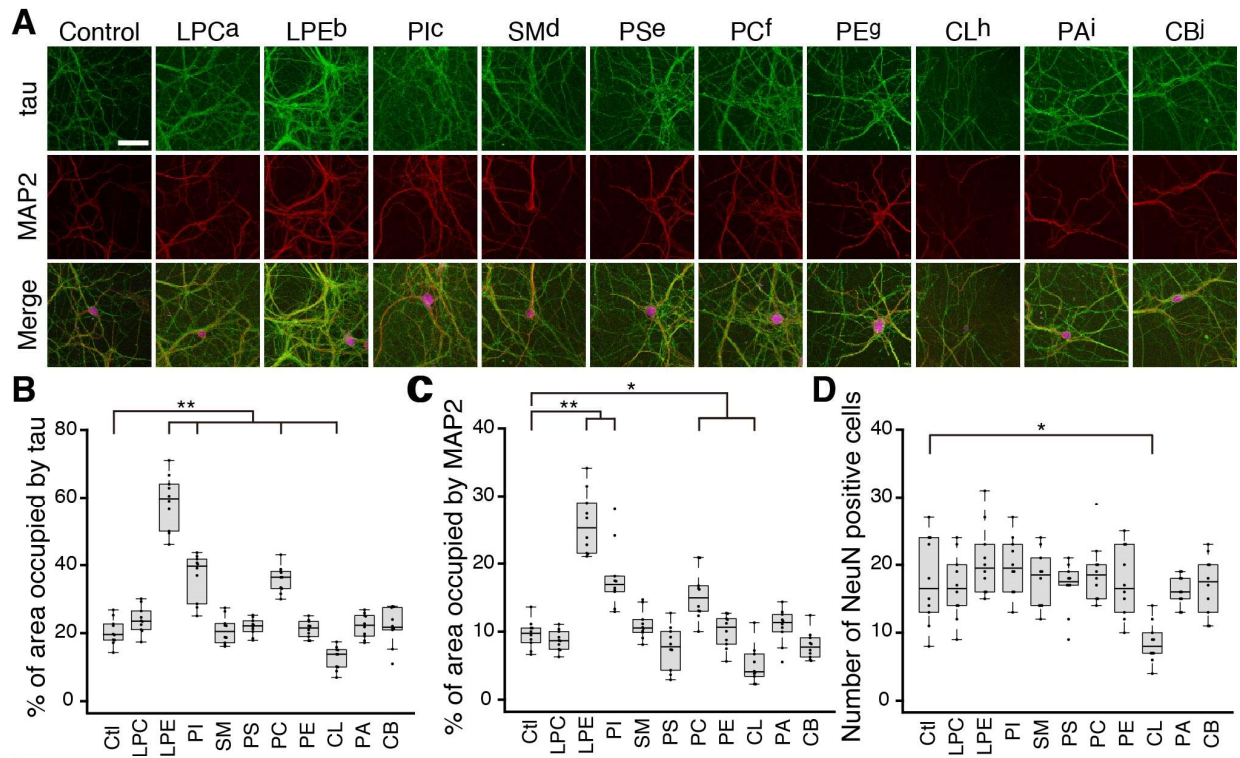 A
Control LPCa LPEb PIc SMd PSe PCf PEg CLh PAi CBj
tau
MAP2
Merge
B
% of area occupied by tau
**
80
60
40
20
0
Ctl LPC LPE PI SM PS PC PE CL PA CB
C
% of area occupied by MAP2
*
**
40
30
20
10
0
Ctl LPC LPE PI SM PS PC PE CL PA CB
D
Number of NeuN positive cells
*
40
30
20
10
0
Ctl LPC LPE PI SM PS PC PE CL PA CB